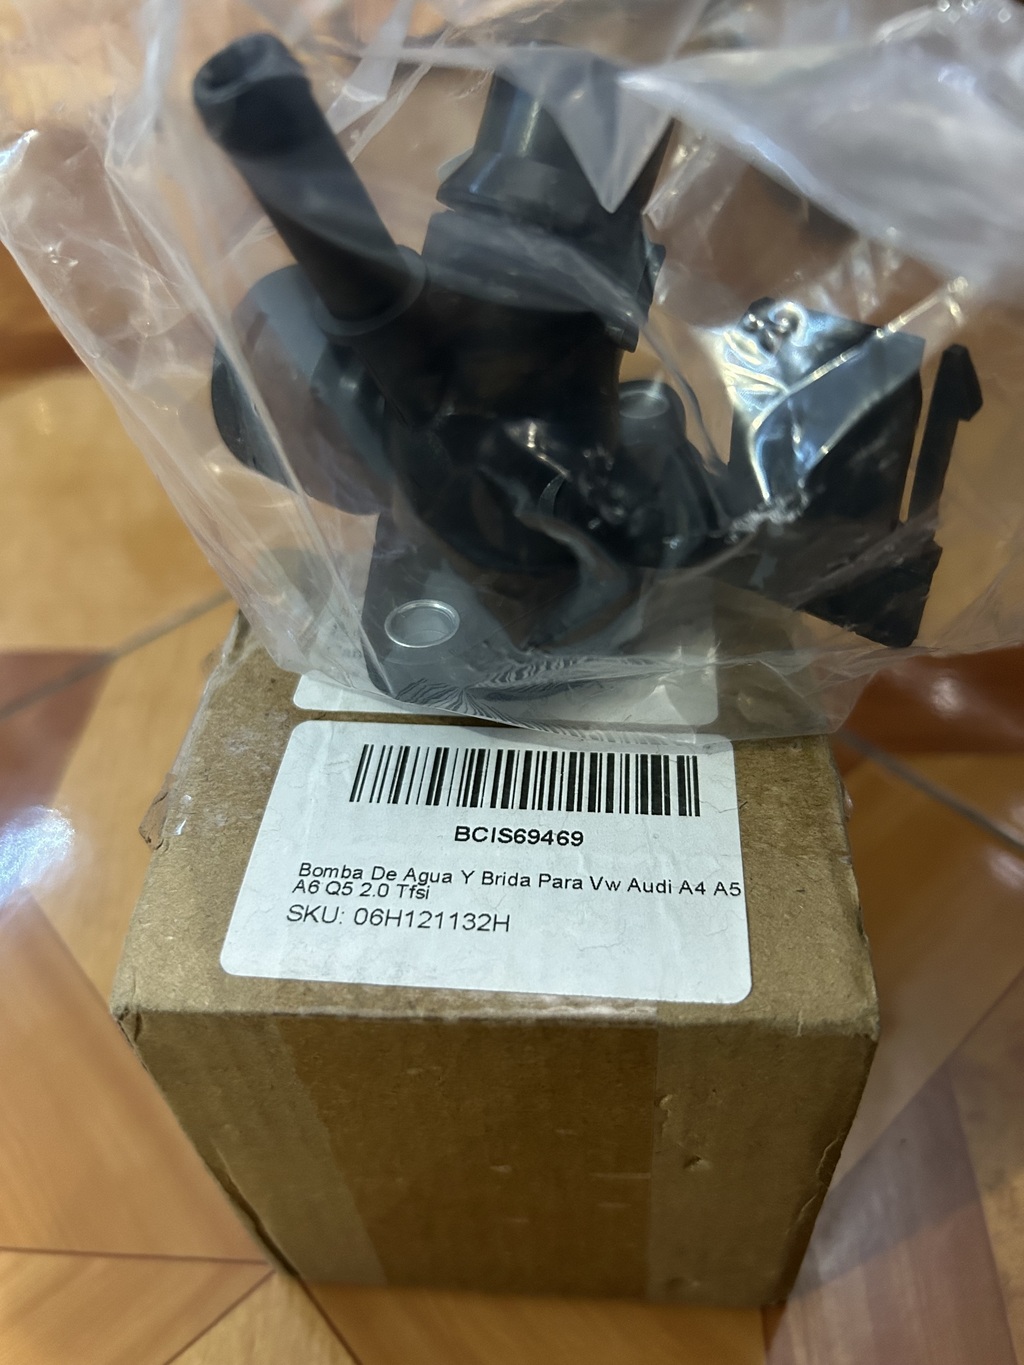 BCIS69469
Bomba De Agua Y Brida Para Vw Audi A4 A5
A6 Q5 2.0 Tfsi
SKU: 06H121132H